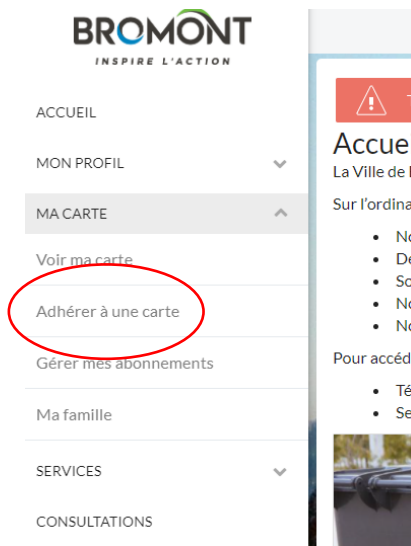 BROMONT
INSPIRE L'ACTION
ACCUEIL
MON PROFIL
MA CARTE
Voir ma carte
Adhérer à une carte
Gérer mes abonnements
Ma famille
SERVICES
CONSULTATIONS
Accue
La Ville de
Sur l'ordina
No
De
So
No
No
Pour accéd
Té
Se